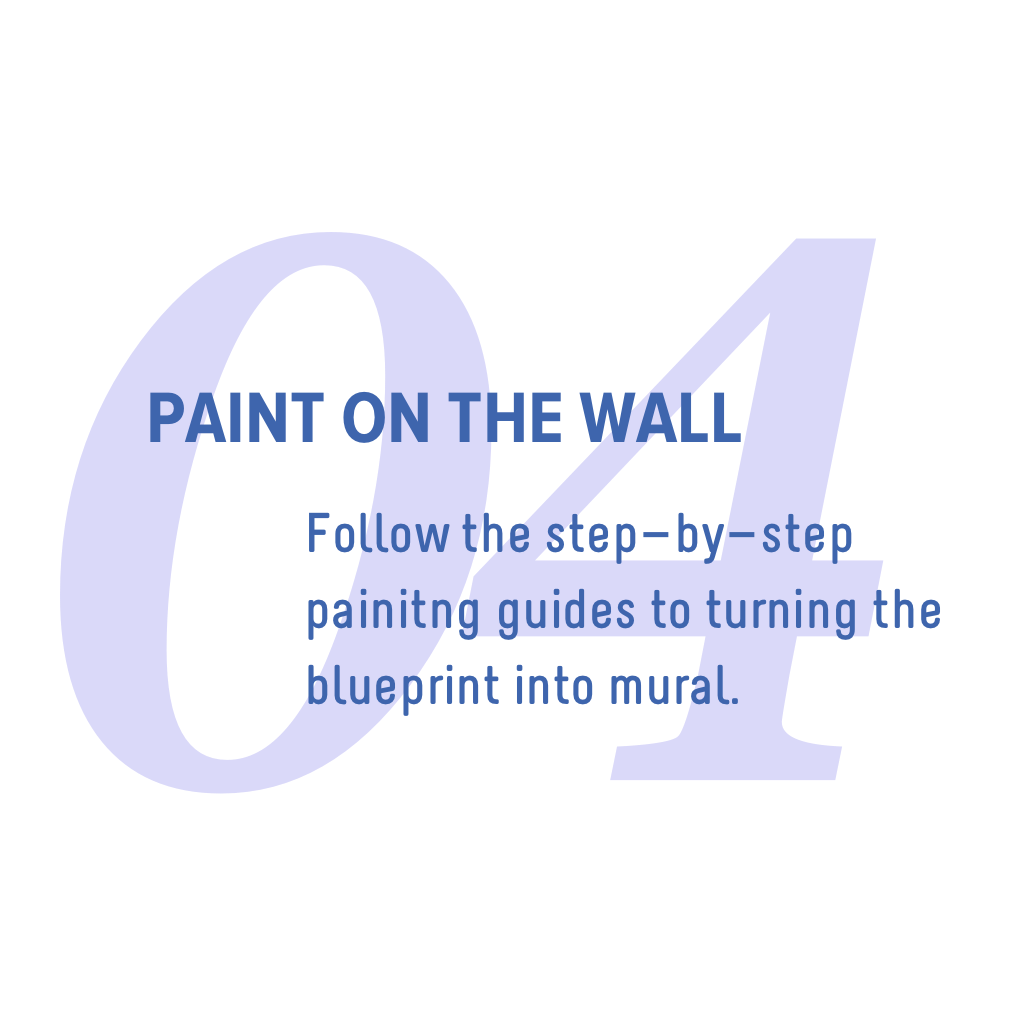 04
PAINT ON THE WALL
Follow the step-by-step
painitng guides to turning the
blueprint into mural.